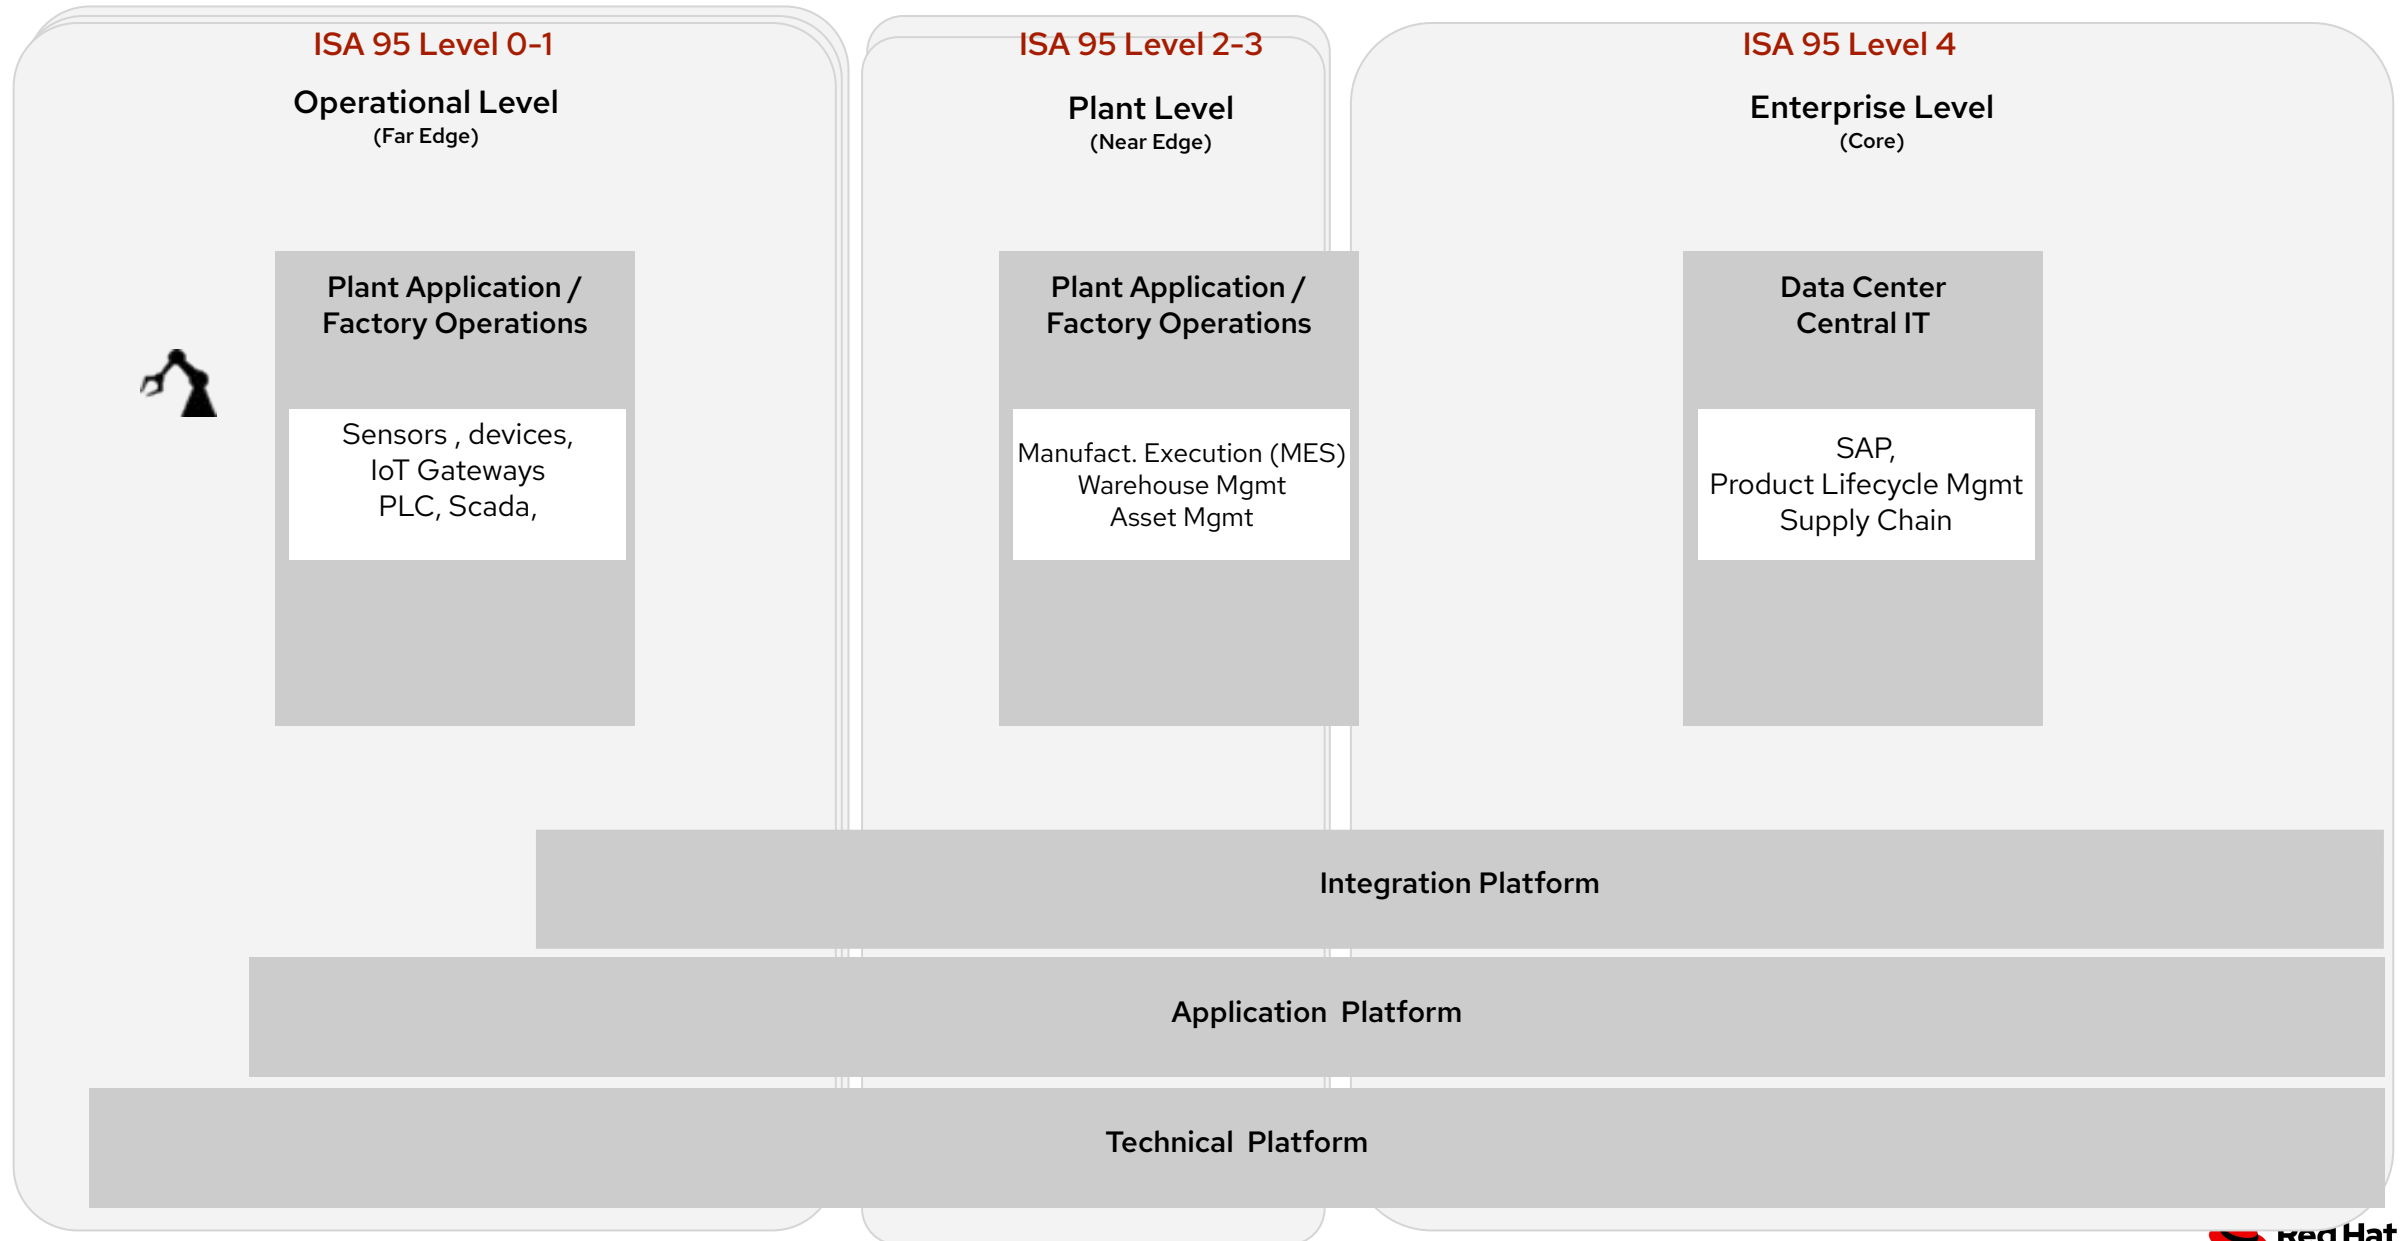 ISA 95 Level 0-1
Operational Level
(Far Edge)
Plant Application /
Factory Operations
Sensors , devices,
IoT Gateways
PLC, Scada,
ISA 95 Level 2-3
Plant Level
(Near Edge)
Plant Application /
Factory Operations
Manufact. Execution (MES)
Warehouse Mgmt
Asset Mgmt
ISA 95 Level 4
Enterprise Level
(Core)
Data Center
Central IT
SAP,
Product Lifecycle Mgmt
Supply Chain
Integration Platform
Application  Platform
Technical  Platform
Red Hat